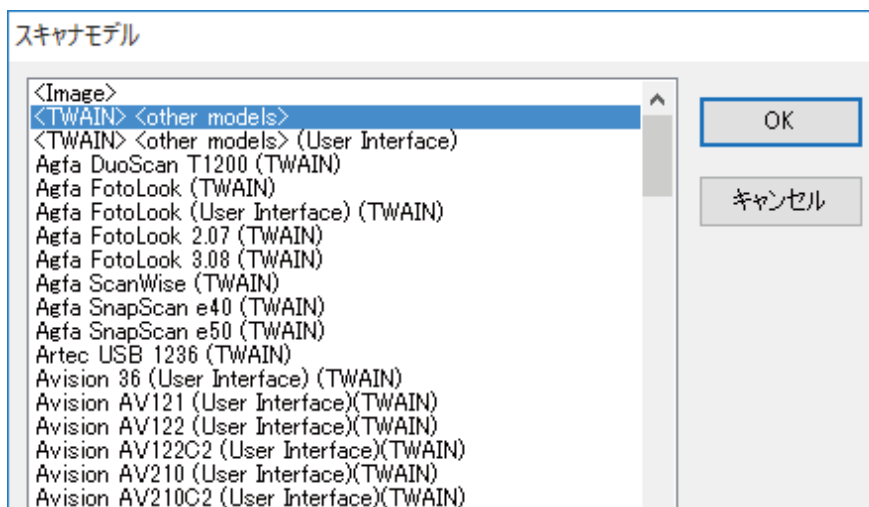 スキャナモデル
<Image>
<TWAIN> <other models>
<TWAIN> <other models> (User Interface)
Agfa DuoScan T1200 (TWAIN)
Agfa FotoLook (TWAIN)
Agfa FotoLook (User Interface) (TWAIN)
Agfa FotoLook 2.07 (TWAIN)
Agfa FotoLook 3.08 (TWAIN)
Agfa ScanWise (TWAIN)
Agfa SnapScan e40 (TWAIN)
Agfa SnapScan e50 (TWAIN)
Artec USB 1236 (TWAIN)
Avision 36 (User Interface) (TWAIN)
Avision AV121 (User Interface)(TWAIN)
Avision AV122 (User Interface)(TWAIN)
Avision AV122C2 (User Interface)(TWAIN)
Avision AV210 (User Interface)(TWAIN)
Avision AV210C2 (User Interface)(TWAIN)
OK
キャンセル